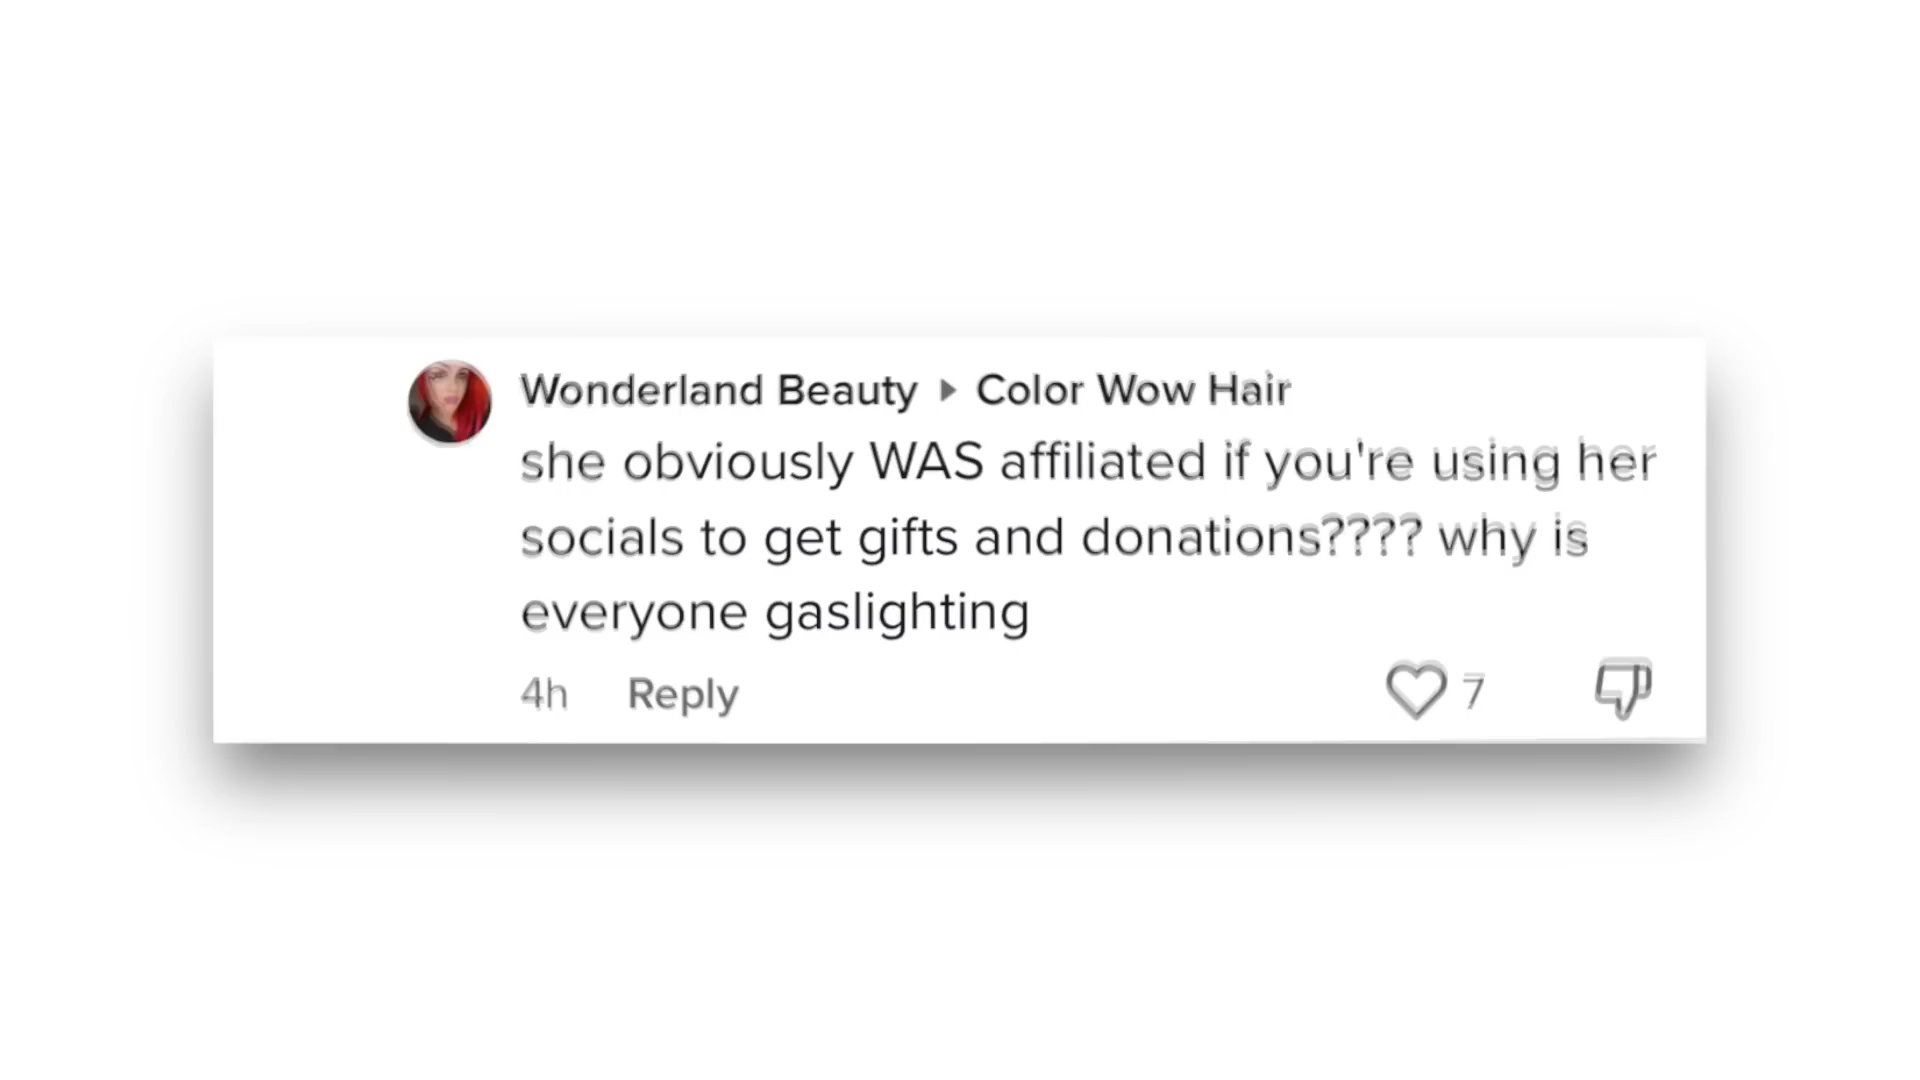 Wonderland Beauty ▸ Color Wow Hair
she obviously WAS affiliated if you're using her
socials to get gifts and donations???? why is
everyone gaslighting
4h Reply 7